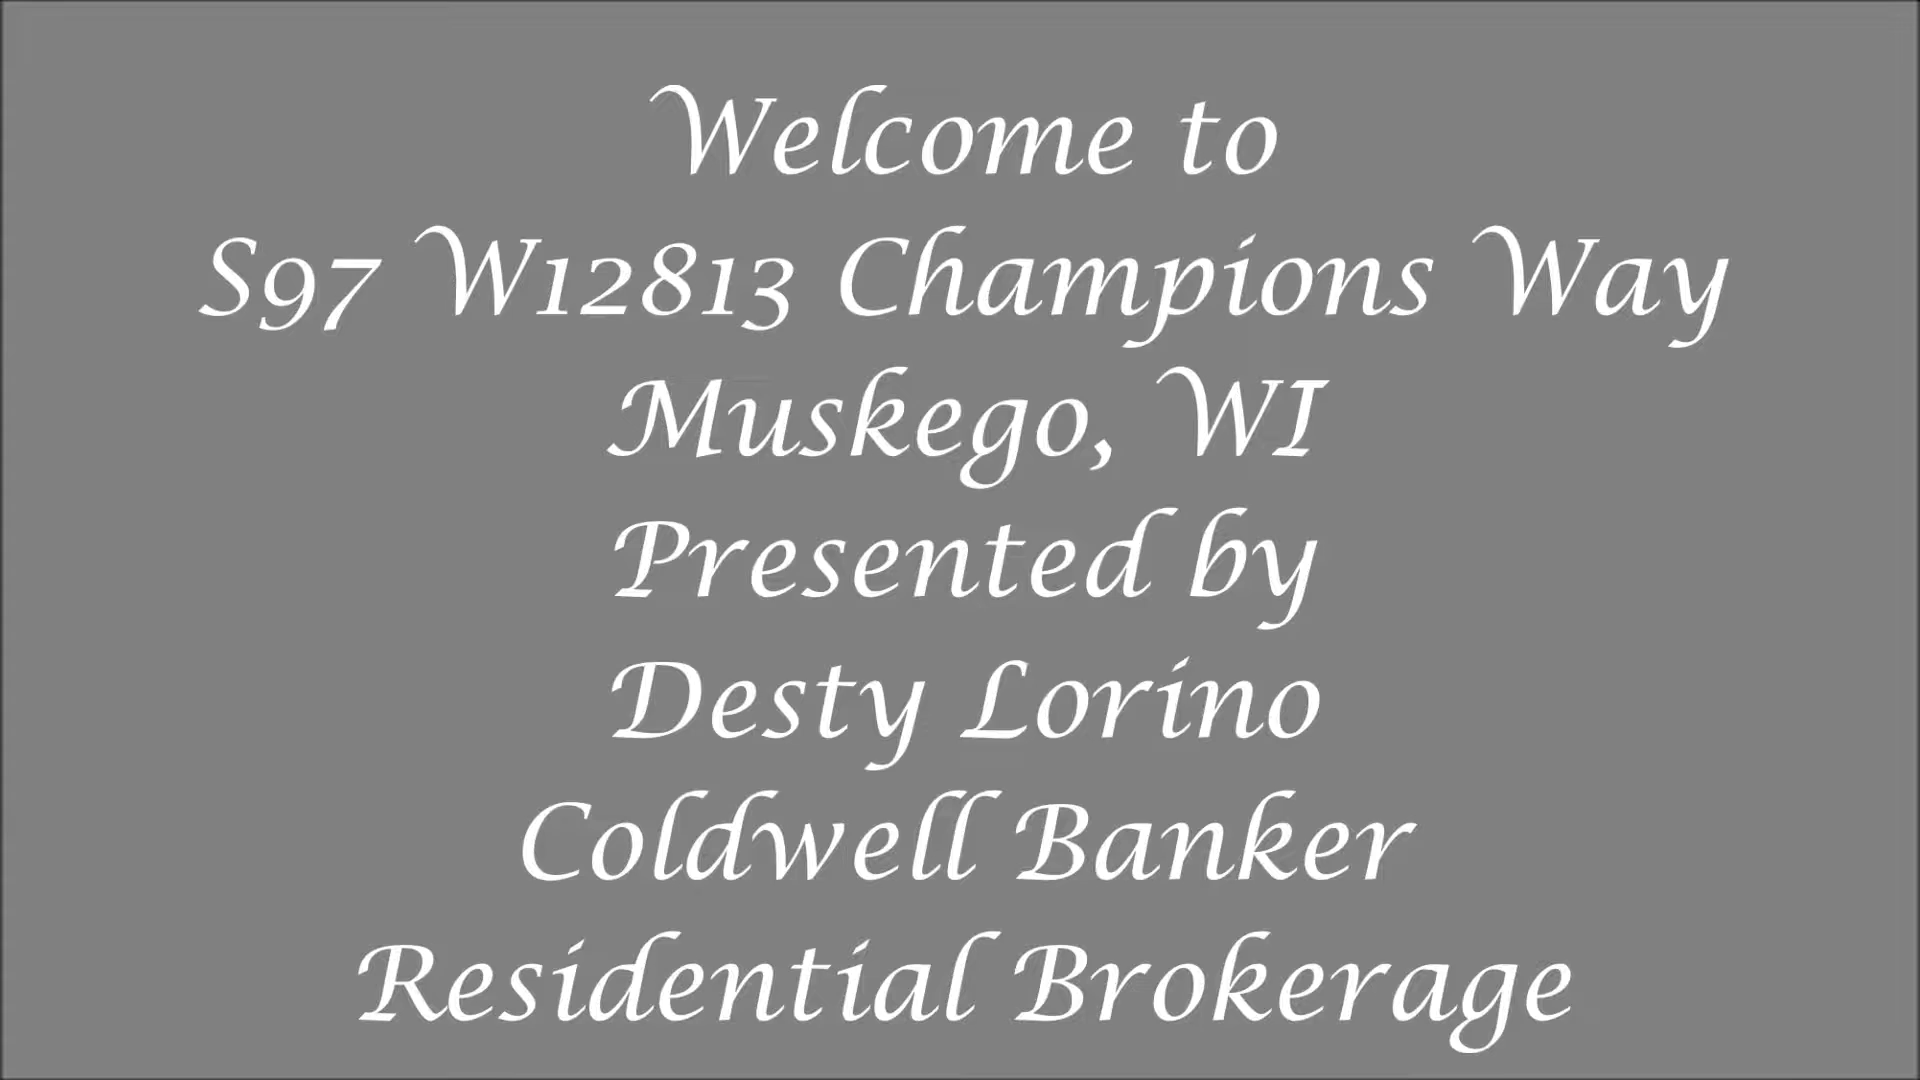 Welcome to
S97 W12813 Champions Way
Muskego, WI
Presented by
Desty Lorino
Coldwell Banker
Residential Brokerage